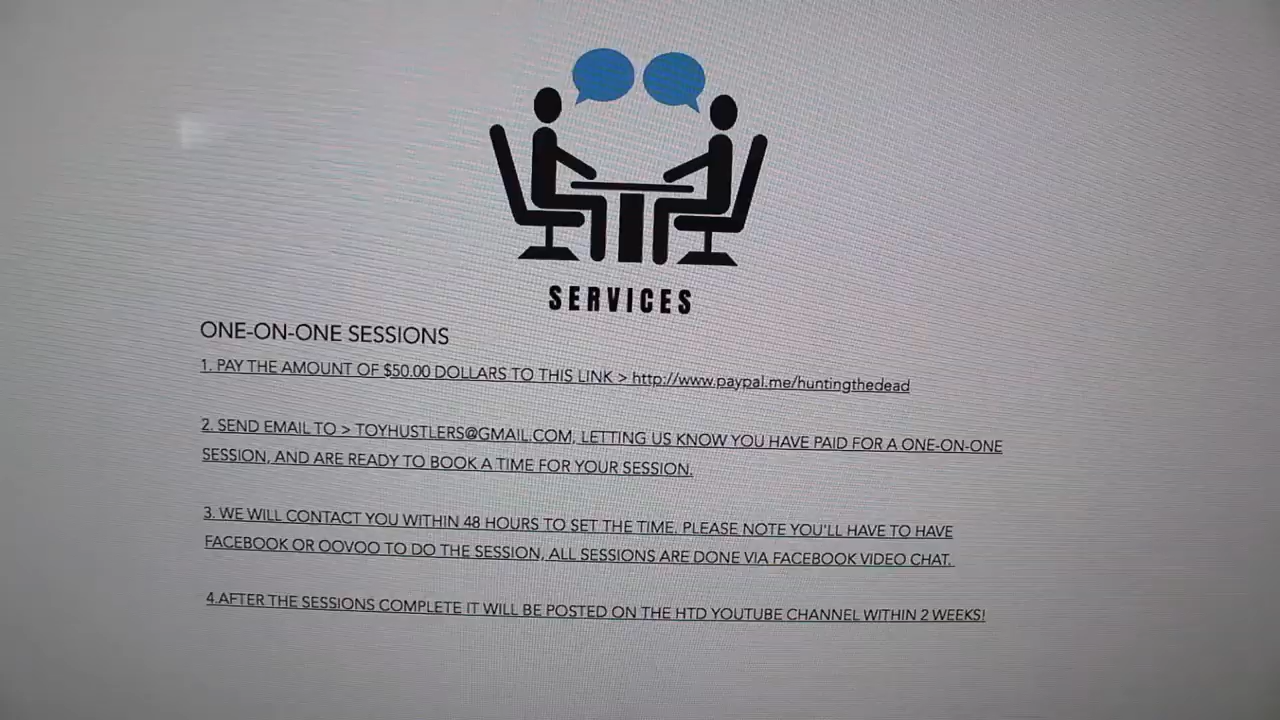 SERVICES
ONE-ON-ONE SESSIONS
1. PAY THE AMOUNT OF $50.00 DOLLARS TO THIS LINK > http://www.paypal.me/huntingthedead
2. SEND EMAIL TO > TOYHUSTLERS@GMAIL.COM, LETTING US KNOW YOU HAVE PAID FOR A ONE-ON-ONE
SESSION, AND ARE READY TO BOOK A TIME FOR YOUR SESSION.
3. WE WILL CONTACT YOU WITHIN 48 HOURS TO SET THE TIME. PLEASE NOTE YOU'LL HAVE TO HAVE
FACEBOOK OR OOVOO TO DO THE SESSION, ALL SESSIONS ARE DONE VIA FACEBOOK VIDEO CHAT.
4.AFTER THE SESSIONS COMPLETE IT WILL BE POSTED ON THE HTD YOUTUBE CHANNEL WITHIN 2 WEEKS!